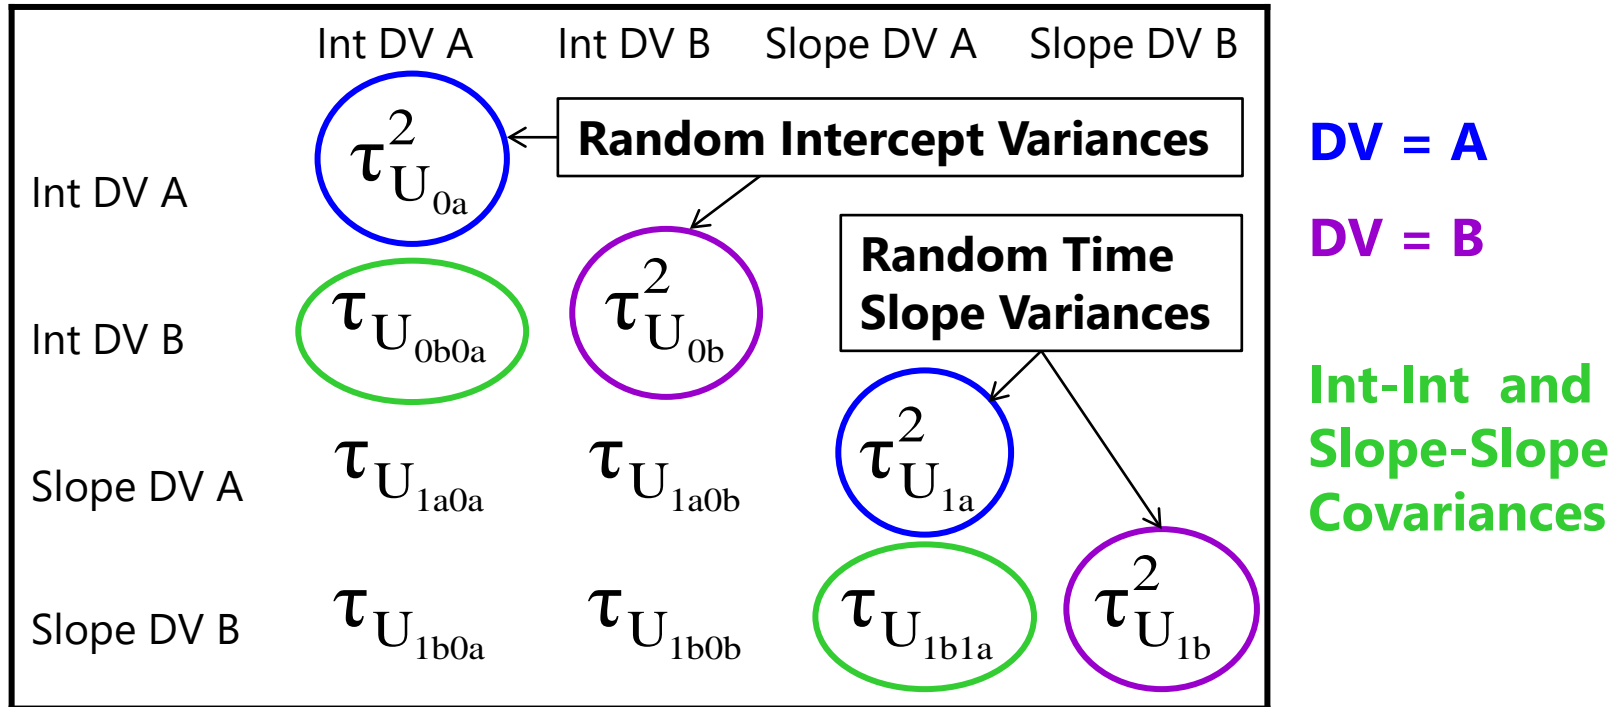 Int DV A Int DV B Slope DV A Slope DV B
Int DV A τ²U₀ₐ Random Intercept Variances DV = A
DV = B
Int DV B τU₀b₀ₐ τ²U₀b Random Time
Slope Variances
Int-Int and
Slope-Slope
Covariances
Slope DV A τU₁ₐ₀ₐ τU₁ₐ₀b τ²U₁ₐ
Slope DV B τU₁b₀ₐ τU₁b₀b τU₁b₁ₐ τ²U₁b